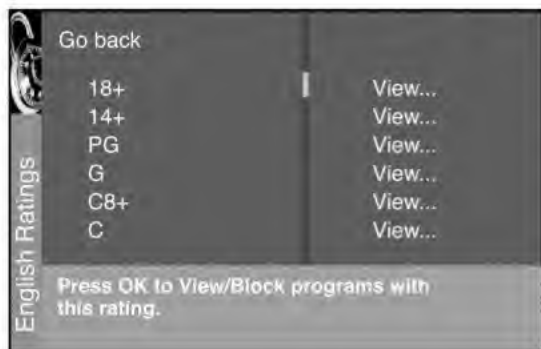 Go back
18+ View...
14+ View...
PG View...
G View...
C8+ View...
C View...
English Ratings
Press OK to View/Block programs with
this rating.